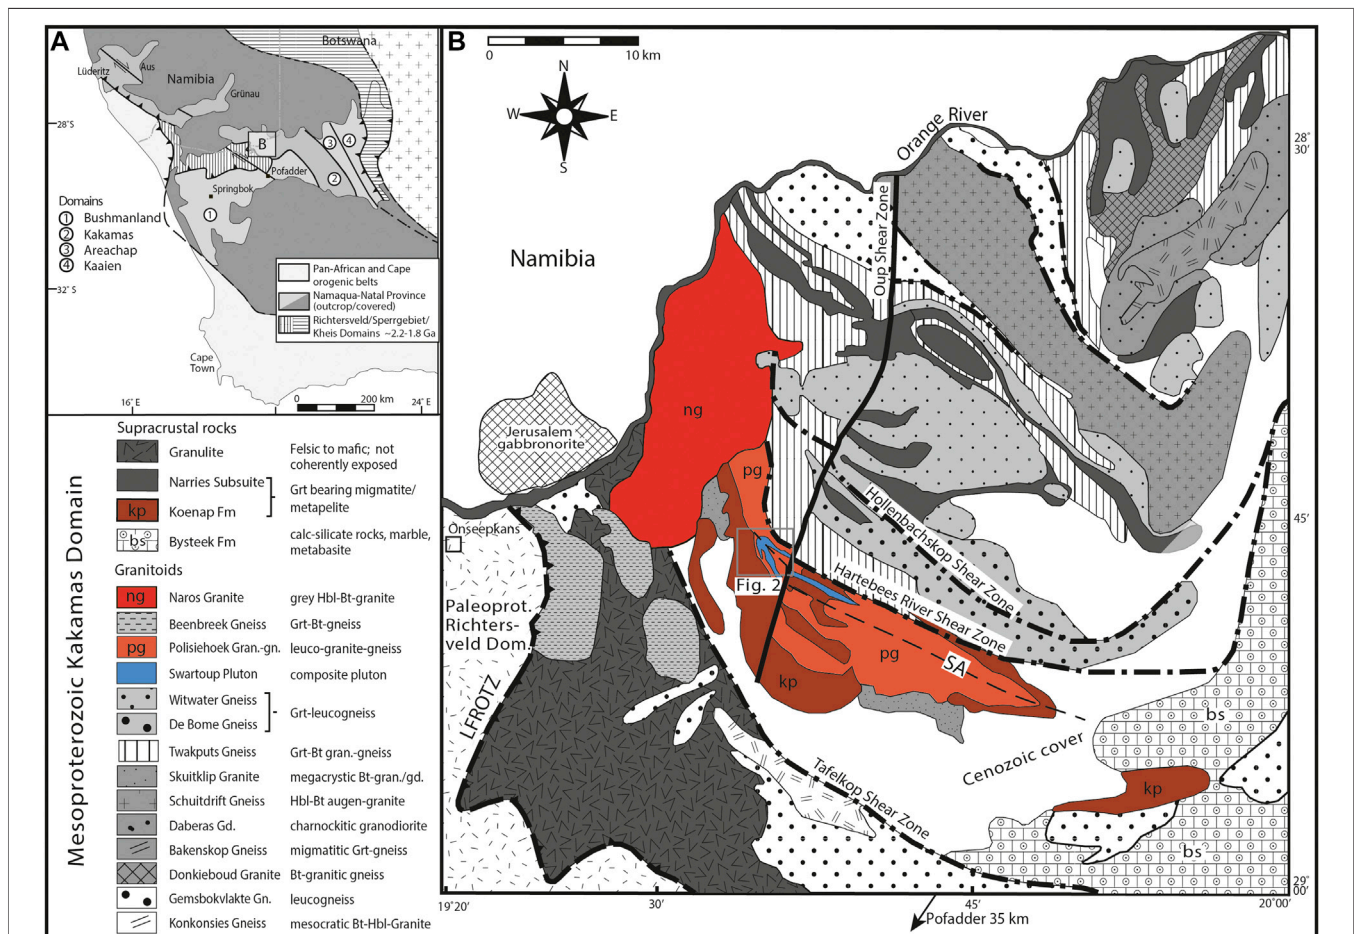 A
Botswana
Lüderitz
Aus
Namibia
Grünau
28°S
B
3
4
Pofadder
2
Springbok
1
Domains
1 Bushmanland
2 Kakamas
3 Areachap
4 Kaaien
32°S
Pan-African and Cape
orogenic belts
Namaqua-Natal Province
(outcrop/covered)
Richtersveld/Sperrgebiet/
Kheis Domains ~2.2-1.8 Ga
Cape
Town
0 200 km
16°E
24°E
B
0 10 km
N
W E
S
Orange River
Oup Shear Zone
Namibia
28°
30'
ng
Jerusalem
gabbronorite
pg
Onseepkans
Hollenbachskop Shear Zone
45'
Fig. 2
Hartebees River Shear Zone
Paleoprot.
Richters-
veld Dom.
pg
SA
kp
LFROTZ
bs
Cenozoic cover
Tafelkop Shear Zone
kp
bs
29°
00'
19°20'
30'
45'
20°00'
Pofadder 35 km
Mesoproterozoic Kakamas Domain
Supracrustal rocks
Granulite Felsic to mafic; not
coherently exposed
Narries Subsuite
Grt bearing migmatite/
metapelite
kp Koenap Fm
bs Bysteek Fm calc-silicate rocks, marble,
metabasite
Granitoids
ng Naros Granite grey Hbl-Bt-granite
Beenbreek Gneiss Grt-Bt-gneiss
pg Polisiehoek Gran.-gn. leuco-granite-gneiss
Swartoup Pluton composite pluton
Witwater Gneiss
Grt-leucogneiss
De Bome Gneiss
Twakputs Gneiss Grt-Bt gran.-gneiss
Skuitklip Granite megacrystic Bt-gran./gd.
Schuitdrift Gneiss Hbl-Bt augen-granite
Daberas Gd. charnockitic granodiorite
Bakenskop Gneiss migmatitic Grt-gneiss
Donkieboud Granite Bt-granitic gneiss
Gemsbokvlakte Gn. leucogneiss
Konkonsies Gneiss mesocratic Bt-Hbl-Granite